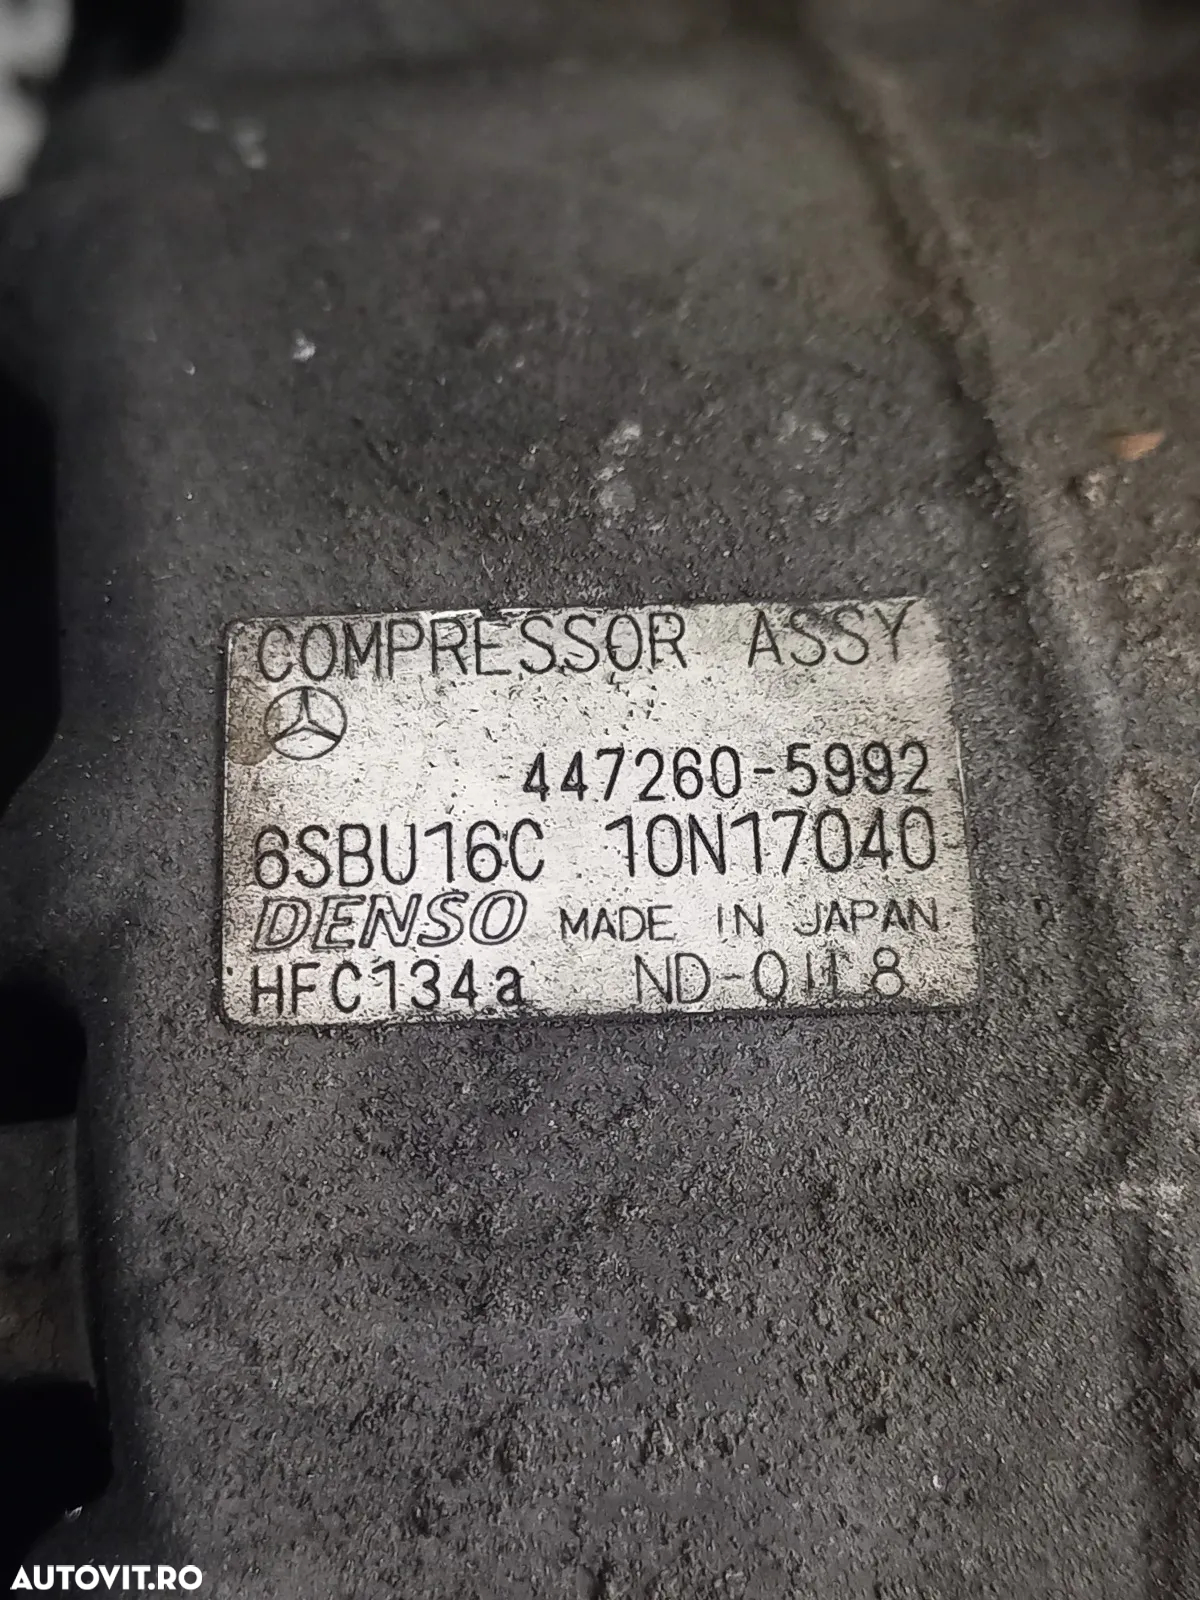 COMPRESSOR ASSY
447260-5992
6SBU16C 10N17040
DENSO MADE IN JAPAN
HFC134a ND-OIL8
AUTOVIT.RO